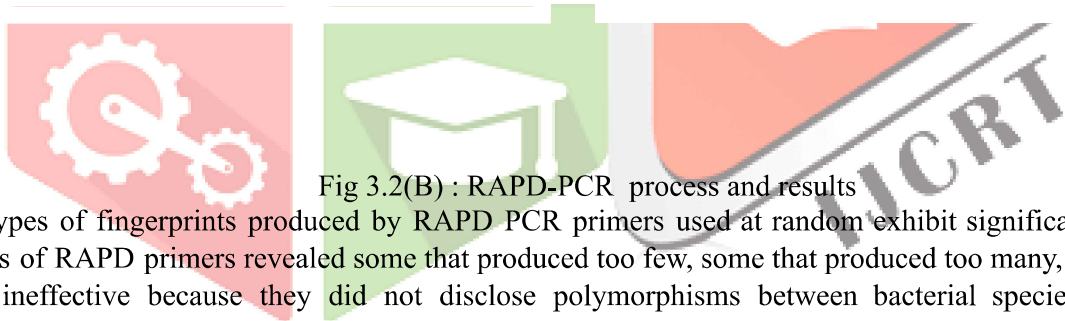 IJCRT
Fig 3.2(B) : RAPD-PCR process and results
ypes of fingerprints produced by RAPD PCR primers used at random exhibit significa
s of RAPD primers revealed some that produced too few, some that produced too many,
ineffective because they did not disclose polymorphisms between bacterial specie